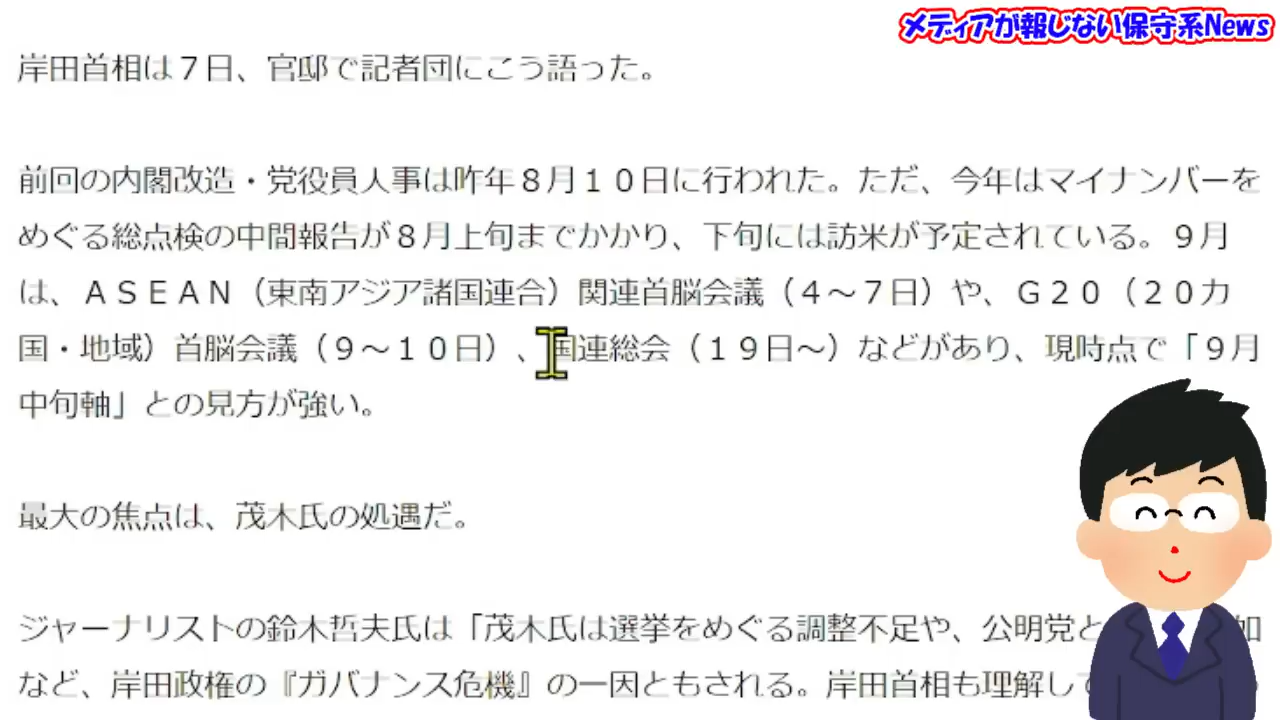 メディアが報じない保守系News
岸田首相は７日、官邸で記者団にこう語った。
前回の内閣改造・党役員人事は昨年８月１０日に行われた。ただ、今年はマイナンバーを
めぐる総点検の中間報告が８月上旬までかかり、下旬には訪米が予定されている。９月
は、ＡＳＥＡＮ（東南アジア諸国連合）関連首脳会議（４～７日）や、Ｇ２０（２０カ
国・地域）首脳会議（９～１０日）、国連総会（１９日～）などがあり、現時点で「９月
中旬軸」との見方が強い。
最大の焦点は、茂木氏の処遇だ。
ジャーナリストの鈴木哲夫氏は「茂木氏は選挙をめぐる調整不足や、公明党と
など、岸田政権の『ガバナンス危機』の一因ともされる。岸田首相も理解して